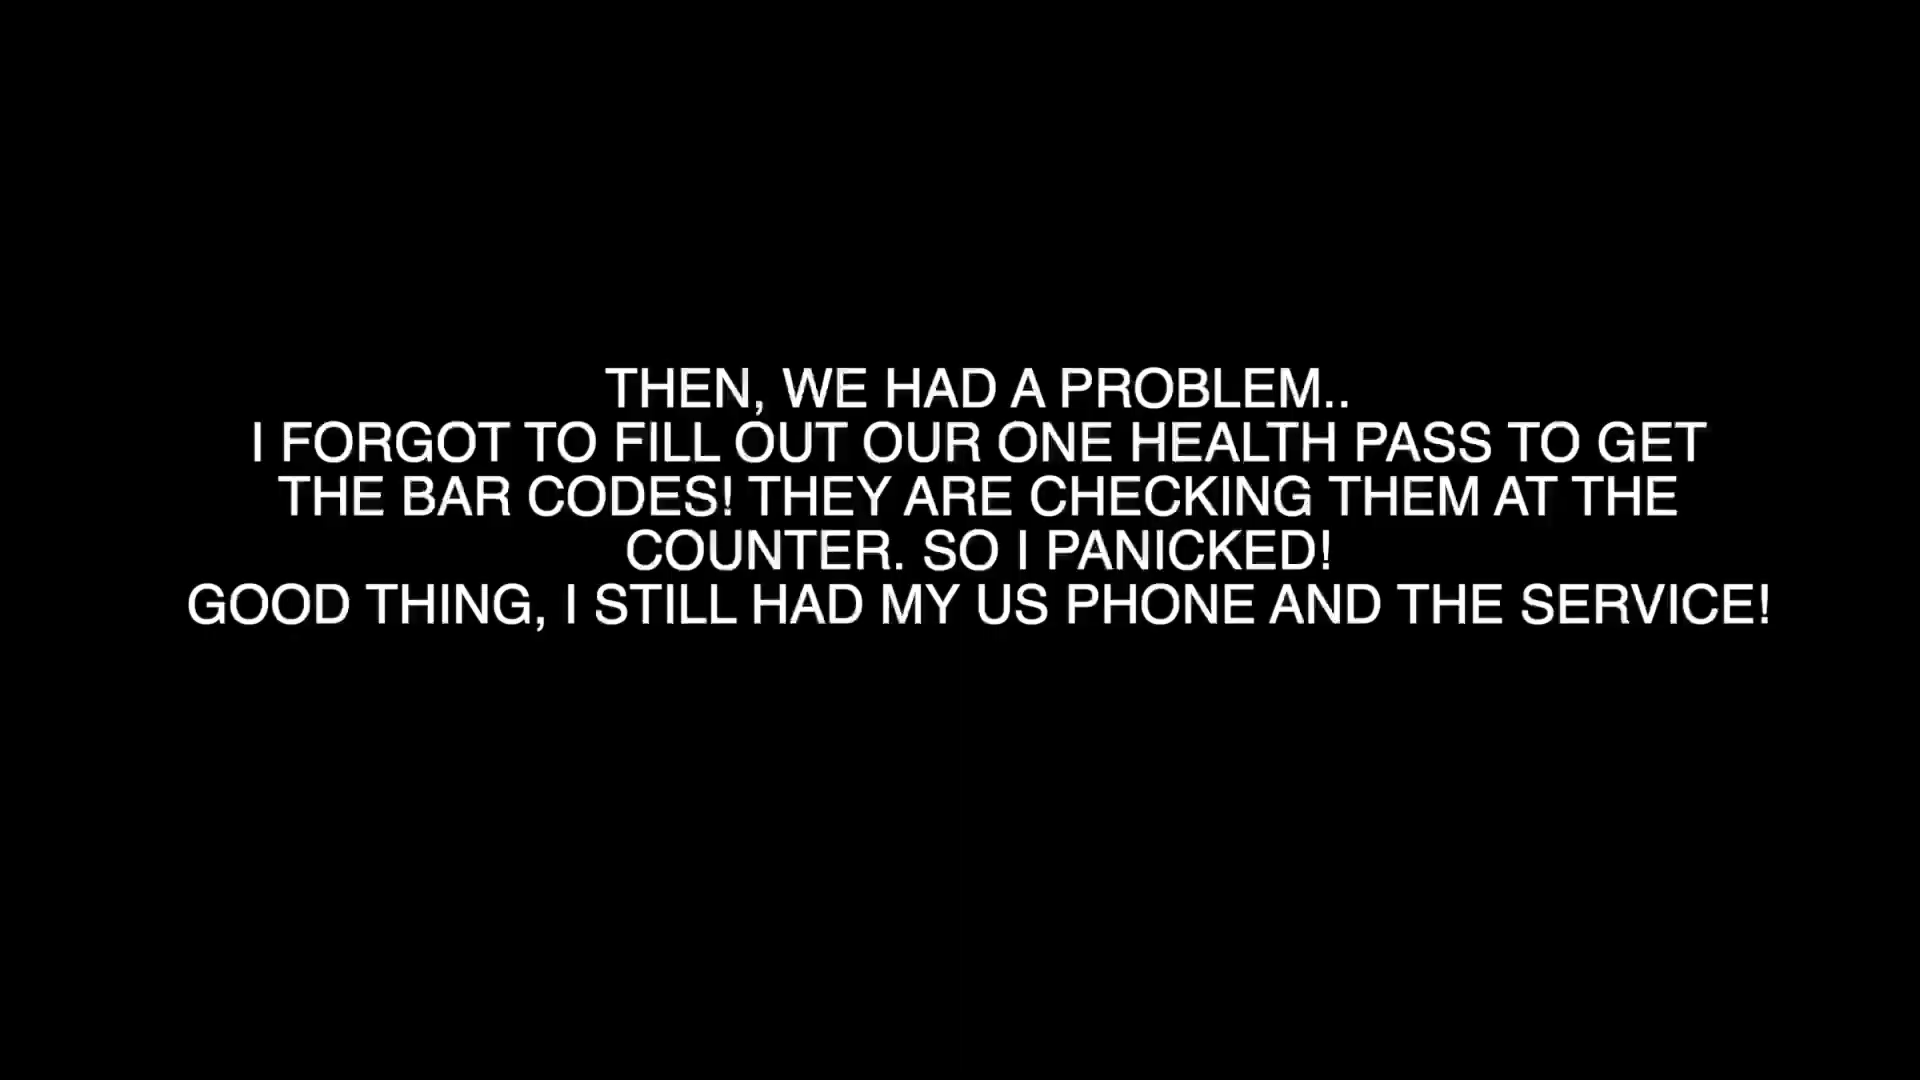 THEN, WE HAD A PROBLEM..
I FORGOT TO FILL OUT OUR ONE HEALTH PASS TO GET
THE BAR CODES! THEY ARE CHECKING THEM AT THE
COUNTER. SO I PANICKED!
GOOD THING, I STILL HAD MY US PHONE AND THE SERVICE!